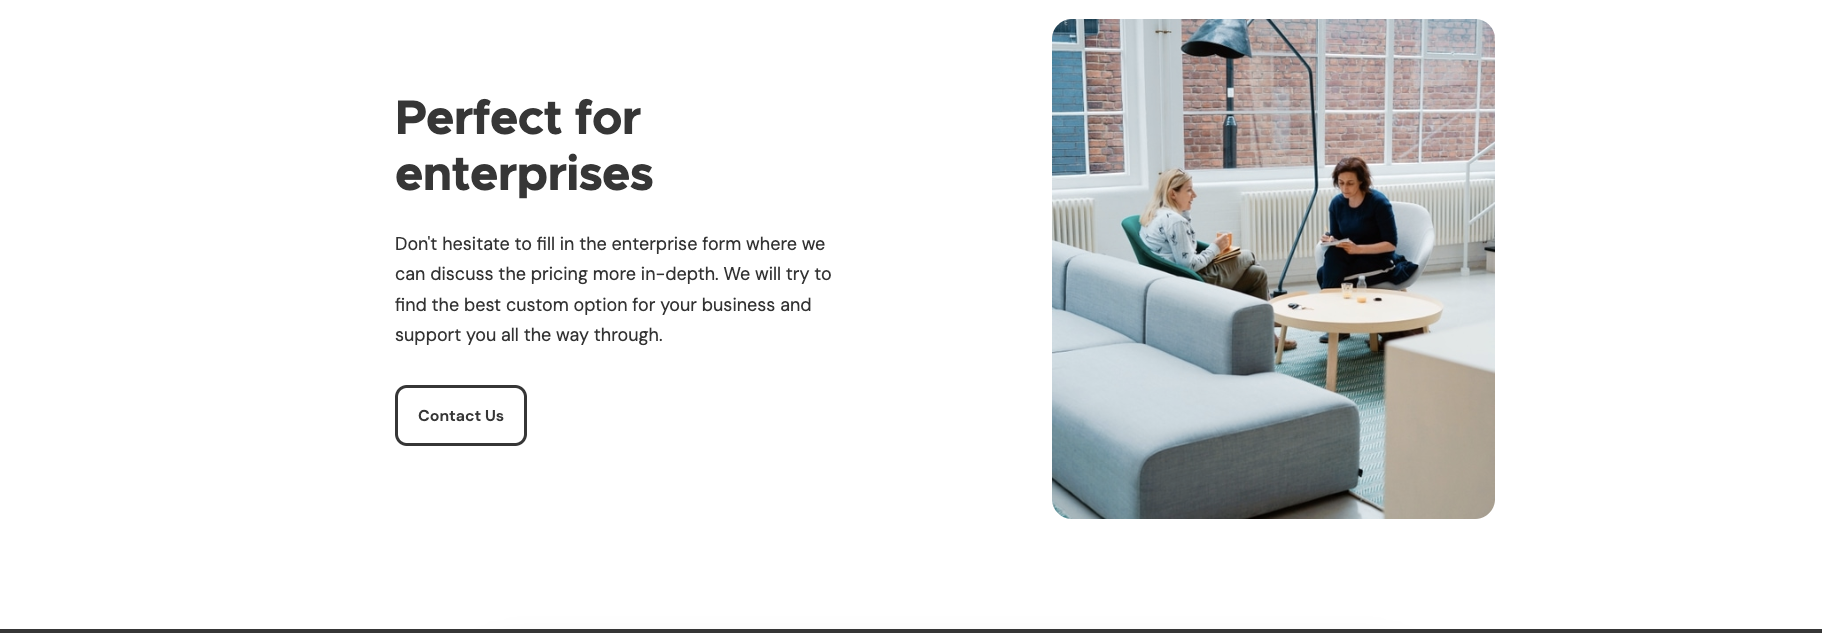 Perfect for
enterprises
Don't hesitate to fill in the enterprise form where we
can discuss the pricing more in-depth. We will try to
find the best custom option for your business and
support you all the way through.
Contact Us